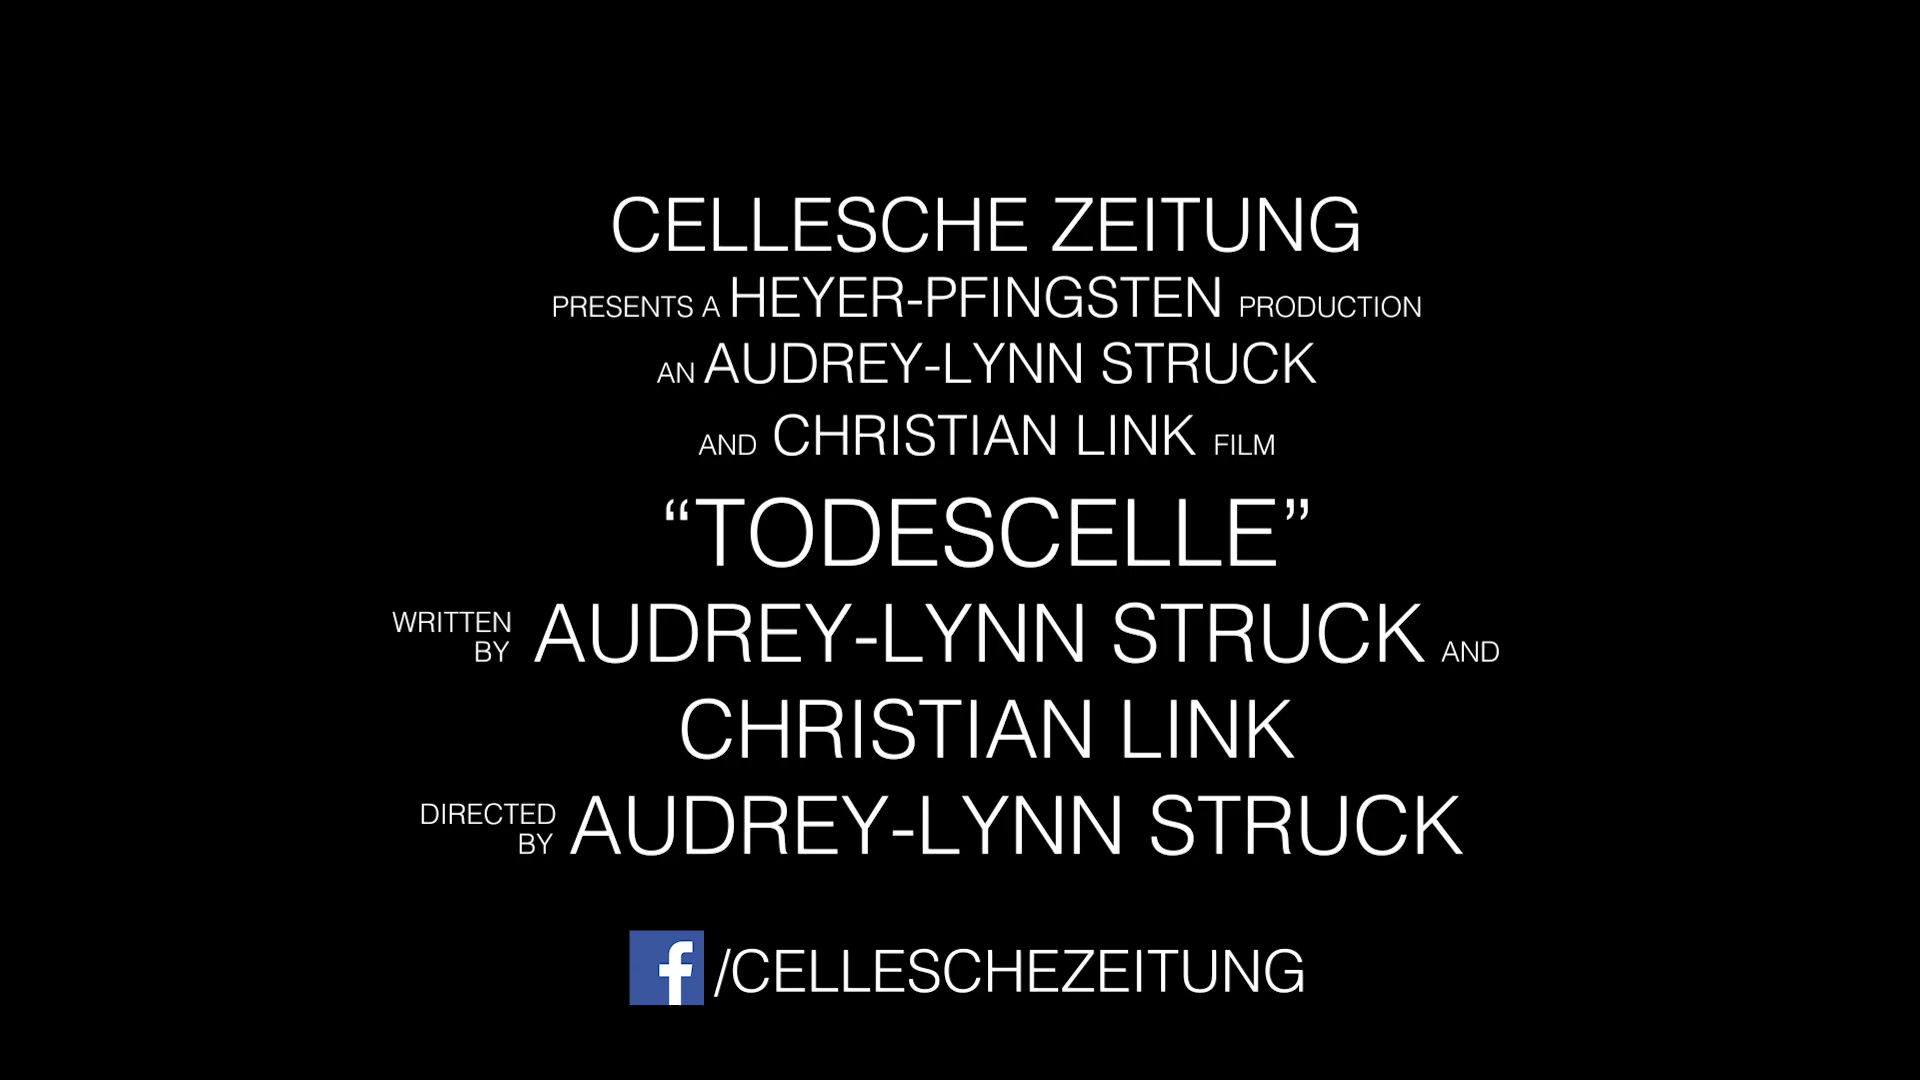 CELLESCHE ZEITUNG
PRESENTS A HEYER-PFINGSTEN PRODUCTION
AN AUDREY-LYNN STRUCK
AND CHRISTIAN LINK FILM
“TODESCELLE”
WRITTEN BY AUDREY-LYNN STRUCK AND
CHRISTIAN LINK
DIRECTED BY AUDREY-LYNN STRUCK
f/CELLESCHEZEITUNG